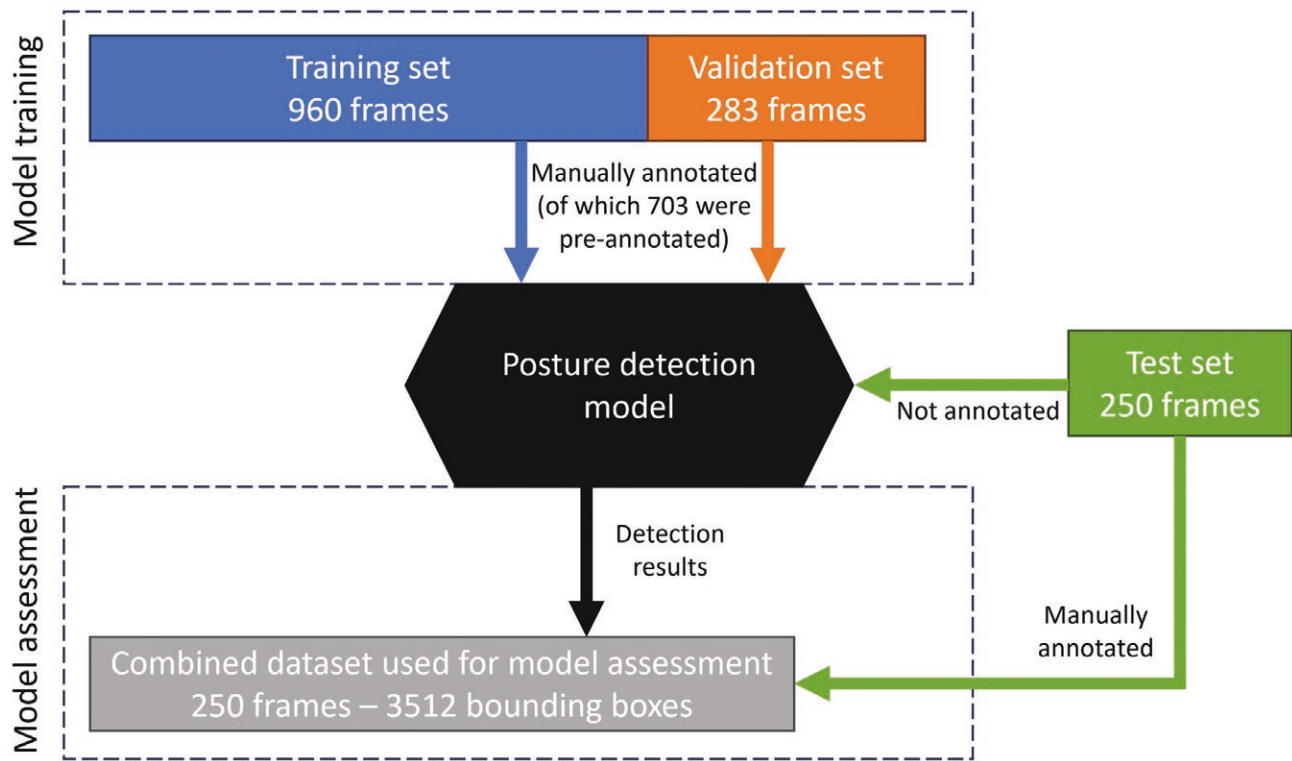 Model training
Training set
960 frames
Validation set
283 frames
Manually annotated
(of which 703 were
pre-annotated)
Posture detection
model
Test set
250 frames
Not annotated
Model assessment
Detection
results
Manually
annotated
Combined dataset used for model assessment
250 frames – 3512 bounding boxes